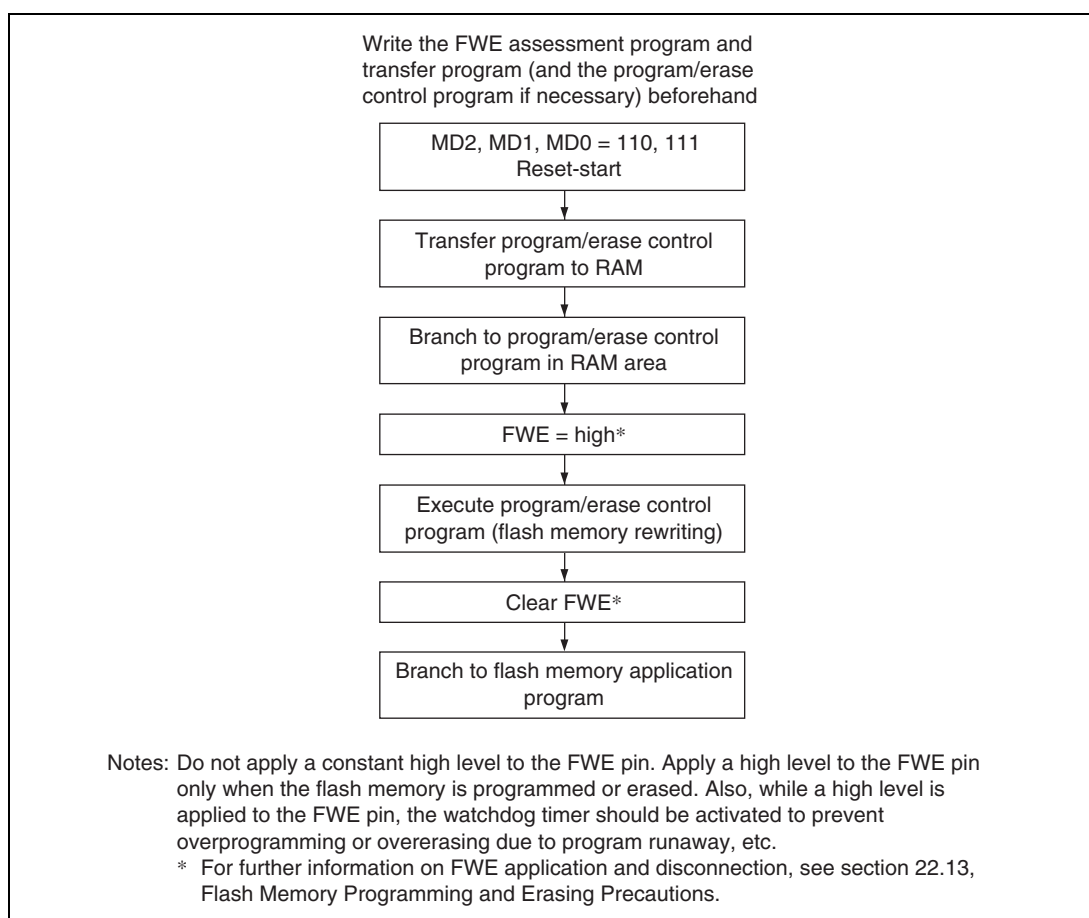 Write the FWE assessment program and
transfer program (and the program/erase
control program if necessary) beforehand
MD2, MD1, MD0 = 110, 111
Reset-start
Transfer program/erase control
program to RAM
Branch to program/erase control
program in RAM area
FWE = high*
Execute program/erase control
program (flash memory rewriting)
Clear FWE*
Branch to flash memory application
program
Notes: Do not apply a constant high level to the FWE pin. Apply a high level to the FWE pin
only when the flash memory is programmed or erased. Also, while a high level is
applied to the FWE pin, the watchdog timer should be activated to prevent
overprogramming or overerasing due to program runaway, etc.
* For further information on FWE application and disconnection, see section 22.13,
Flash Memory Programming and Erasing Precautions.